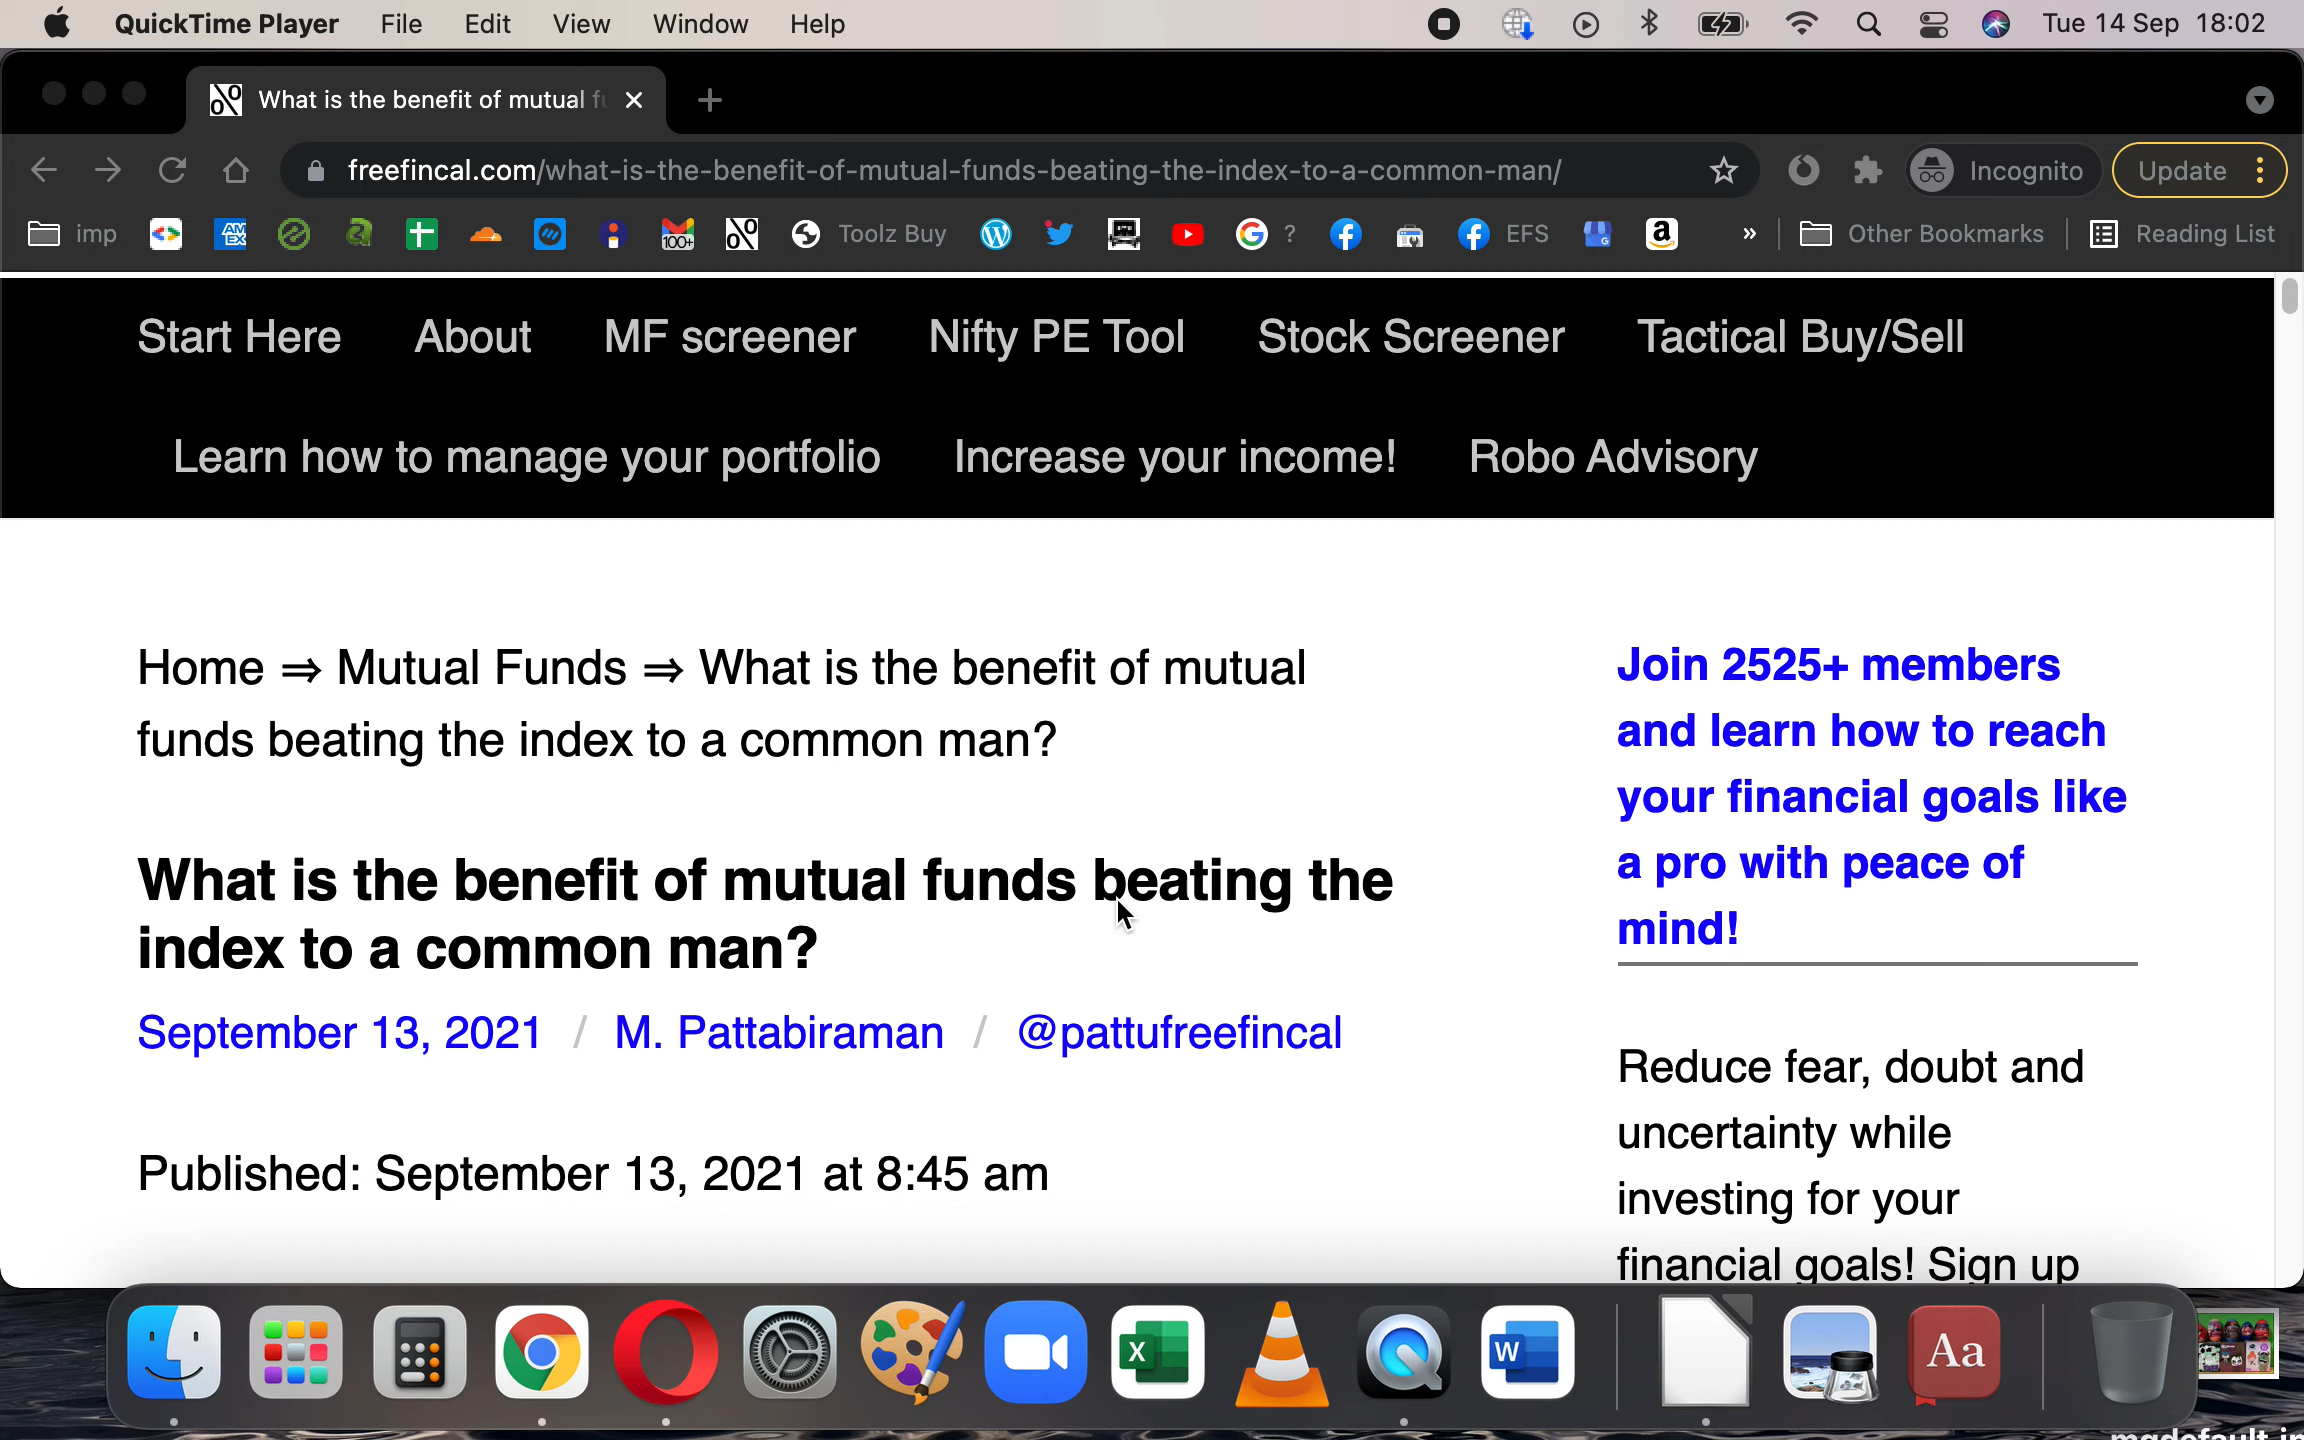 QuickTime Player File Edit View Window Help Tue 14 Sep 18:02
What is the benefit of mutual
freefincal.com/what-is-the-benefit-of-mutual-funds-beating-the-index-to-a-common-man/ Incognito Update
imp AM EX 100+ Toolz Buy ? EFS » Other Bookmarks Reading List
Start Here About MF screener Nifty PE Tool Stock Screener Tactical Buy/Sell
Learn how to manage your portfolio Increase your income! Robo Advisory
Home ⇒ Mutual Funds ⇒ What is the benefit of mutual
funds beating the index to a common man?
What is the benefit of mutual funds beating the
index to a common man?
September 13, 2021 / M. Pattabiraman / @pattufreefincal
Published: September 13, 2021 at 8:45 am
Join 2525+ members
and learn how to reach
your financial goals like
a pro with peace of
mind!
Reduce fear, doubt and
uncertainty while
investing for your
financial goals! Sign up
X W Aa